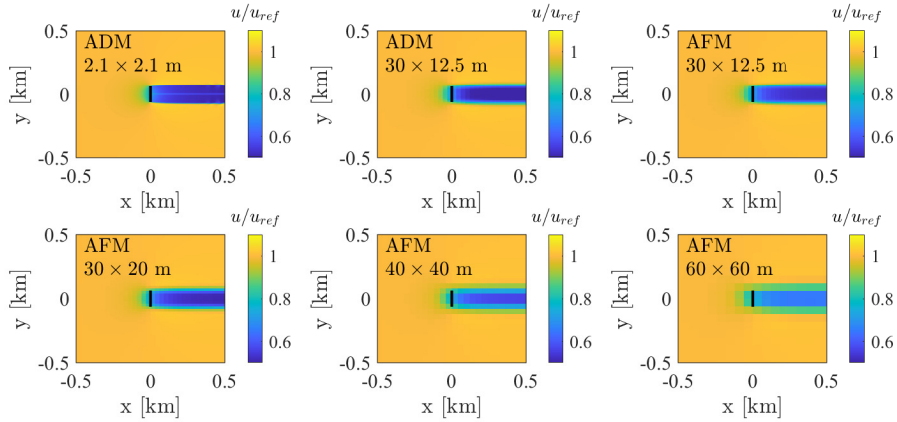 u/u_ref
0.5
ADM
2.1 × 2.1 m
y [km]
0
-0.5
-0.5 0 0.5
x [km]
1
0.8
0.6
u/u_ref
0.5
ADM
30 × 12.5 m
y [km]
0
-0.5
-0.5 0 0.5
x [km]
1
0.8
0.6
u/u_ref
0.5
AFM
30 × 12.5 m
y [km]
0
-0.5
-0.5 0 0.5
x [km]
1
0.8
0.6
u/u_ref
0.5
AFM
30 × 20 m
y [km]
0
-0.5
-0.5 0 0.5
x [km]
1
0.8
0.6
u/u_ref
0.5
AFM
40 × 40 m
y [km]
0
-0.5
-0.5 0 0.5
x [km]
1
0.8
0.6
u/u_ref
0.5
AFM
60 × 60 m
y [km]
0
-0.5
-0.5 0 0.5
x [km]
1
0.8
0.6